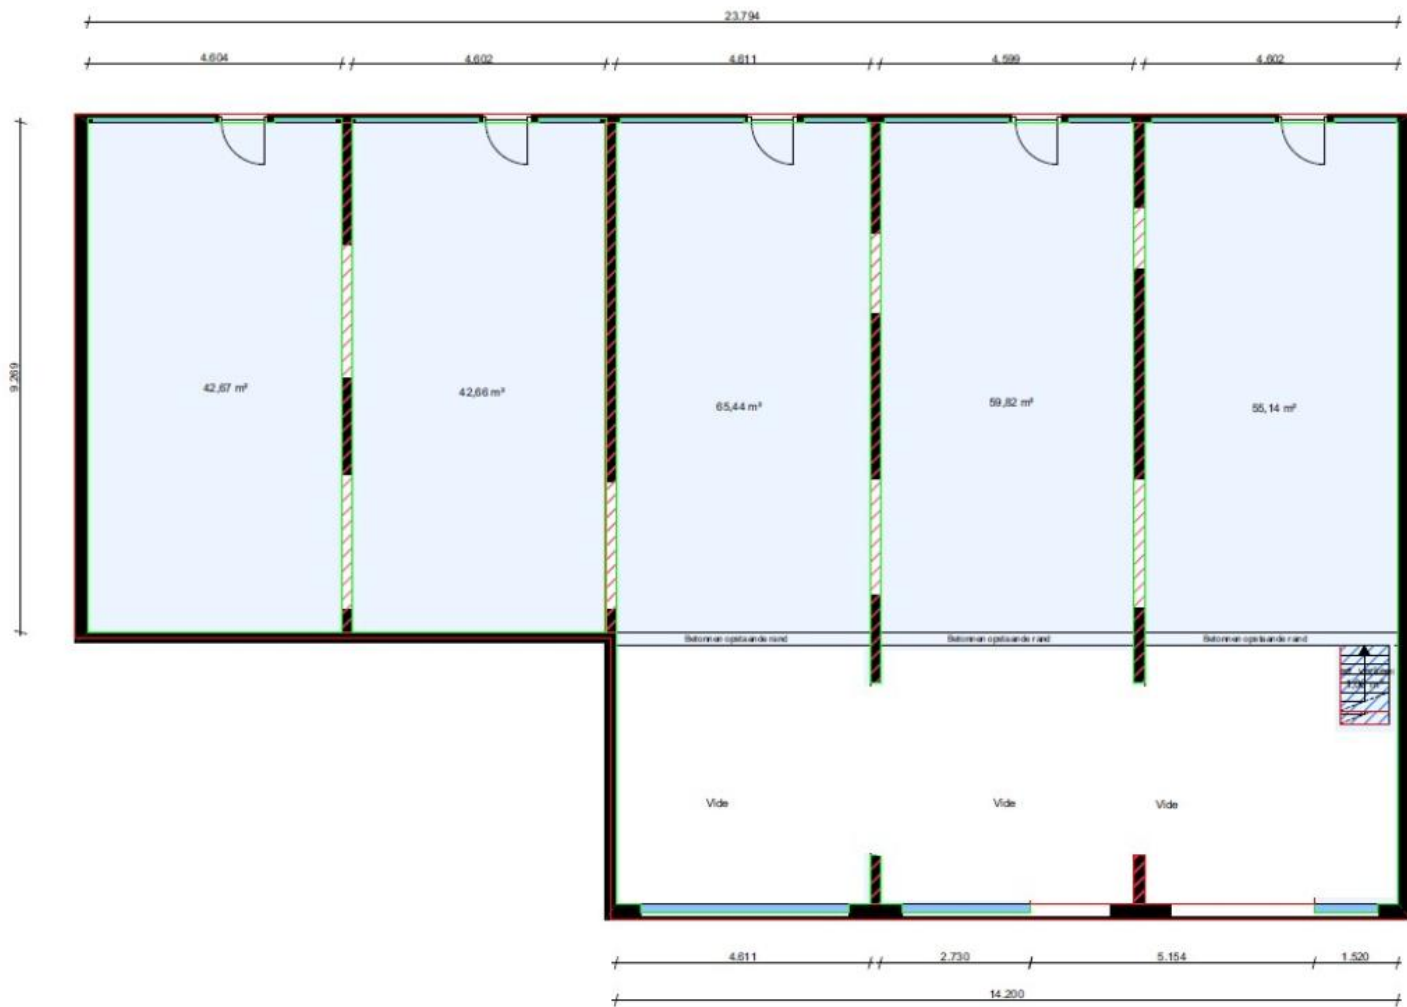 23.794
4.604
4.602
4.611
4.599
4.602
9.269
42,67 m²
42,66 m²
65,44 m²
59,82 m²
55,14 m²
Betonnen opstaande rand
Betonnen opstaande rand
Betonnen opstaande rand
Vide
Vide
Vide
4.611
2.730
5.154
1.520
14.200